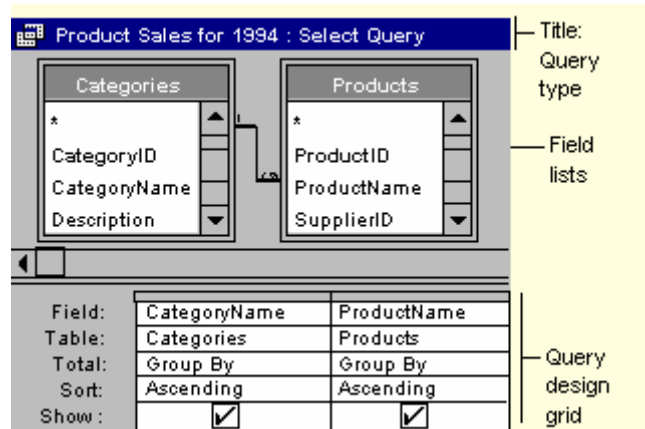 Product Sales for 1994 : Select Query
Title:
Query
type
Categories
*
CategoryID
CategoryName
Description
1
Products
*
ProductID
ProductName
SupplierID
∞
Field
lists
Field: CategoryName ProductName
Table: Categories Products
Total: Group By Group By
Sort: Ascending Ascending
Show :
Query
design
grid